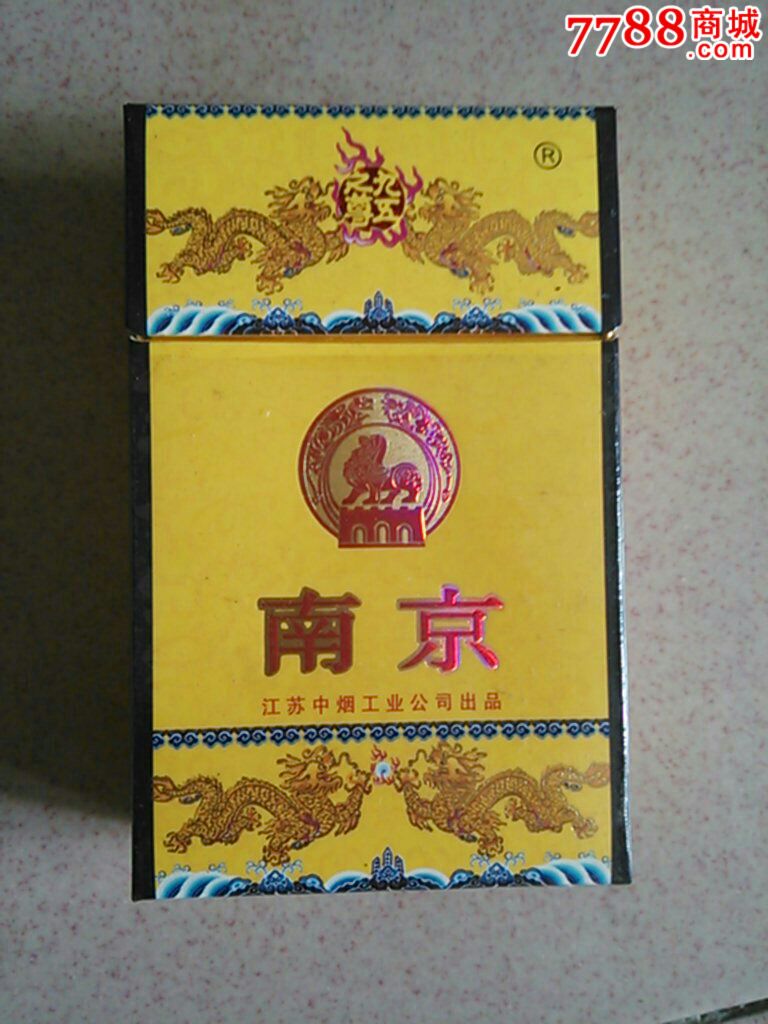 7788商城
.com
®
九五
之尊
南京
江苏中烟工业公司出品